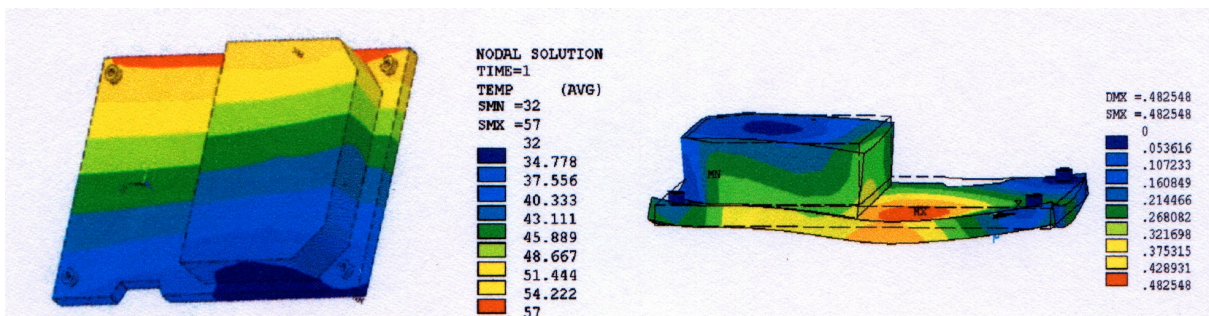 NODAL SOLUTION
TIME=1
TEMP (AVG)
SMN =32
SMX =57
32
34.778
37.556
40.333
43.111
45.889
48.667
51.444
54.222
57
MN
MX
Z
DMX =.482548
SMX =.482548
0
.053616
.107233
.160849
.214466
.268082
.321698
.375315
.428931
.482548